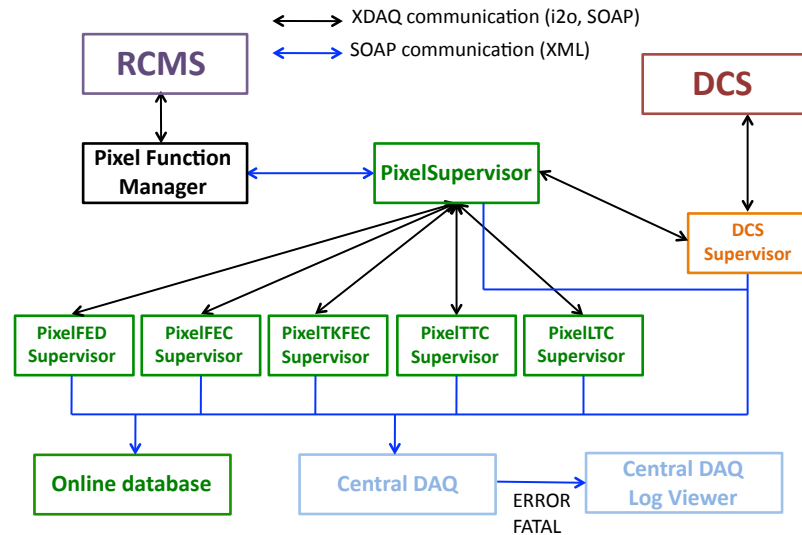 XDAQ communication (i2o, SOAP)
SOAP communication (XML)
RCMS
DCS
Pixel Function
Manager
PixelSupervisor
DCS
Supervisor
PixelFED
Supervisor
PixelFEC
Supervisor
PixelTKFEC
Supervisor
PixelTTC
Supervisor
PixelLTC
Supervisor
Online database
Central DAQ
ERROR
FATAL
Central DAQ
Log Viewer